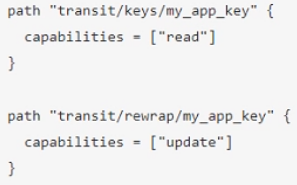 path "transit/keys/my_app_key" {
  capabilities = ["read"]
}

path "transit/rewrap/my_app_key" {
  capabilities = ["update"]
}